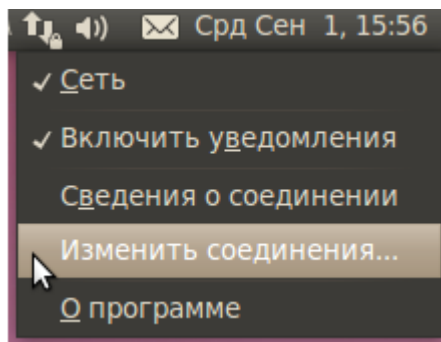 Срд Сен 1, 15:56
Сеть
Включить уведомления
Сведения о соединении
Изменить соединения...
О программе